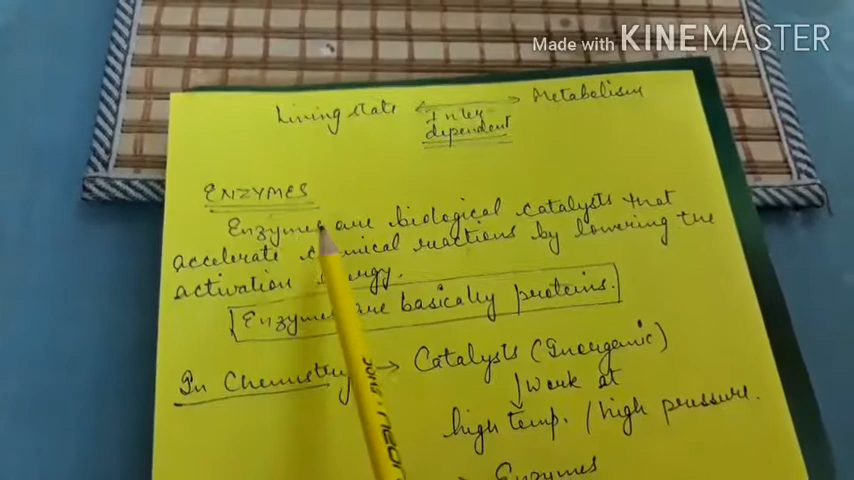 Made with KINEMASTER
Living state ⟷ Metabolism
Inter
dependent
ENZYMES
Enzymes are biological catalysts that
accelerate chemical reactions by lowering the
activation energy.
Enzymes are basically proteins.
In Chemistry → Catalysts (Inorganic)
↓ work at
high temp. / high pressure.
→ Enzymes